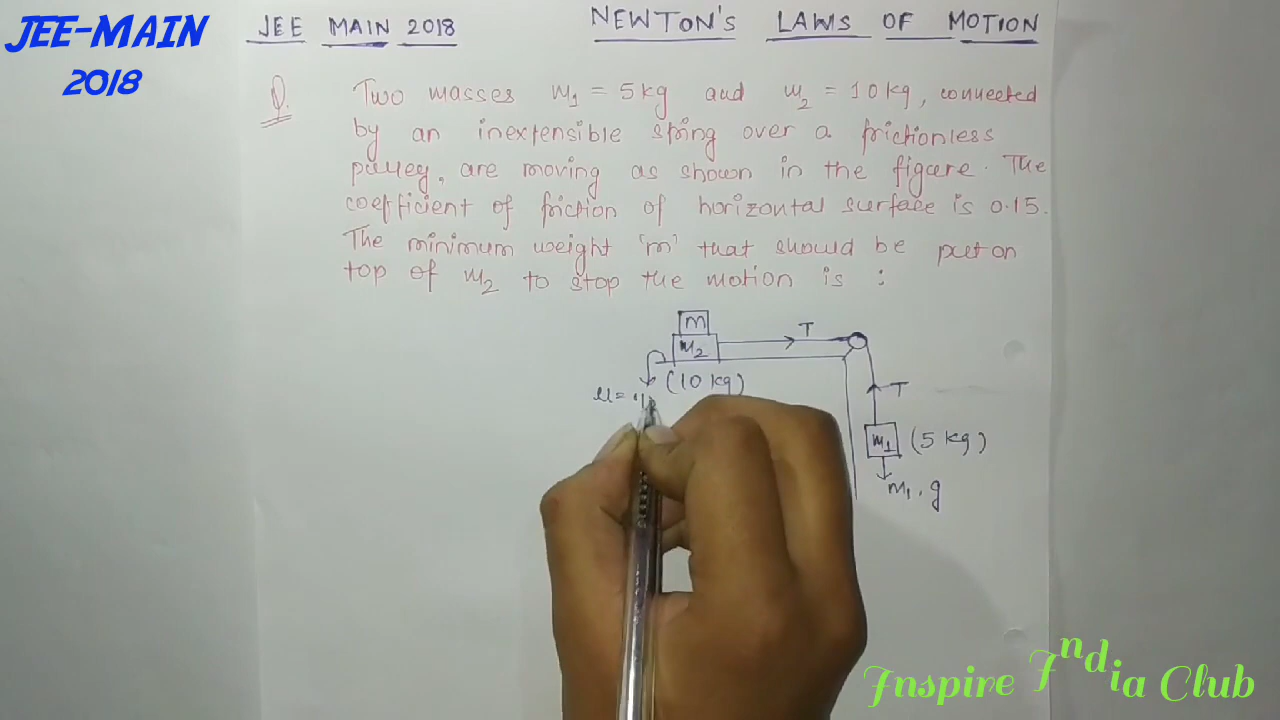 JEE-MAIN
2018
JEE MAIN 2018
NEWTON'S LAWS OF MOTION
Q. Two masses m₁ = 5kg and m₂ = 10kg, connected
by an inextensible string over a frictionless
pulley, are moving as shown in the figure. The
coefficient of friction of horizontal surface is 0.15.
The minimum weight 'm' that should be put on
top of m₂ to stop the motion is :
m
m₂
T
(10 kg)
μ =
T
m₁ (5 kg)
m₁.g
Inspire India Club